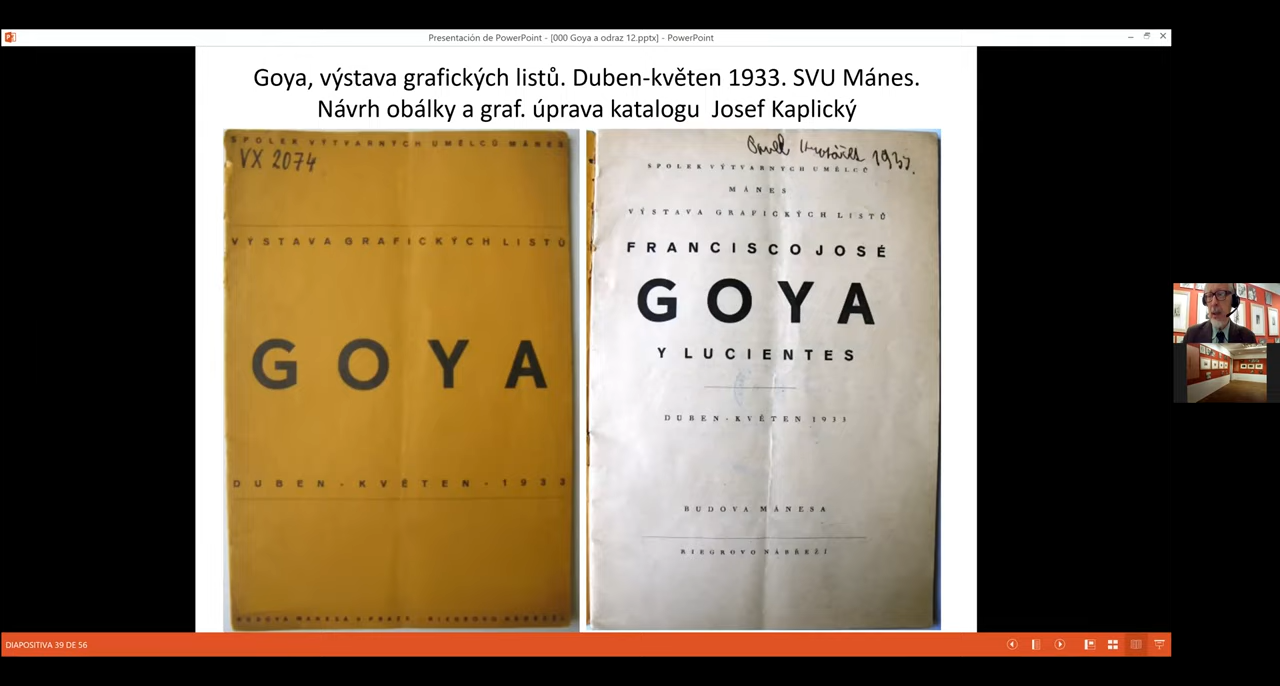 Presentación de PowerPoint - [000 Goya a odraz 12.pptx] - PowerPoint
Goya, výstava grafických listů. Duben-květen 1933. SVU Mánes.
Návrh obálky a graf. úprava katalogu Josef Kaplický
SPOLEK VÝTVARNÝCH UMĚLCŮ MÁNES
VX 2074
VÝSTAVA GRAFICKÝCH LISTŮ
GOYA
DUBEN - KVĚTEN - 1933
BUDOVA MÁNESA V PRAZE
1933.
SPOLEK VÝTVARNÝCH UMĚLCŮ
MÁNES
VÝSTAVA GRAFICKÝCH LISTŮ
FRANCISCO JOSÉ
GOYA
Y LUCIENTES
DUBEN - KVĚTEN 1933
BUDOVA MÁNESA
RIEGROVO NÁBŘEŽÍ
DIAPOSITIVA 39 DE 56